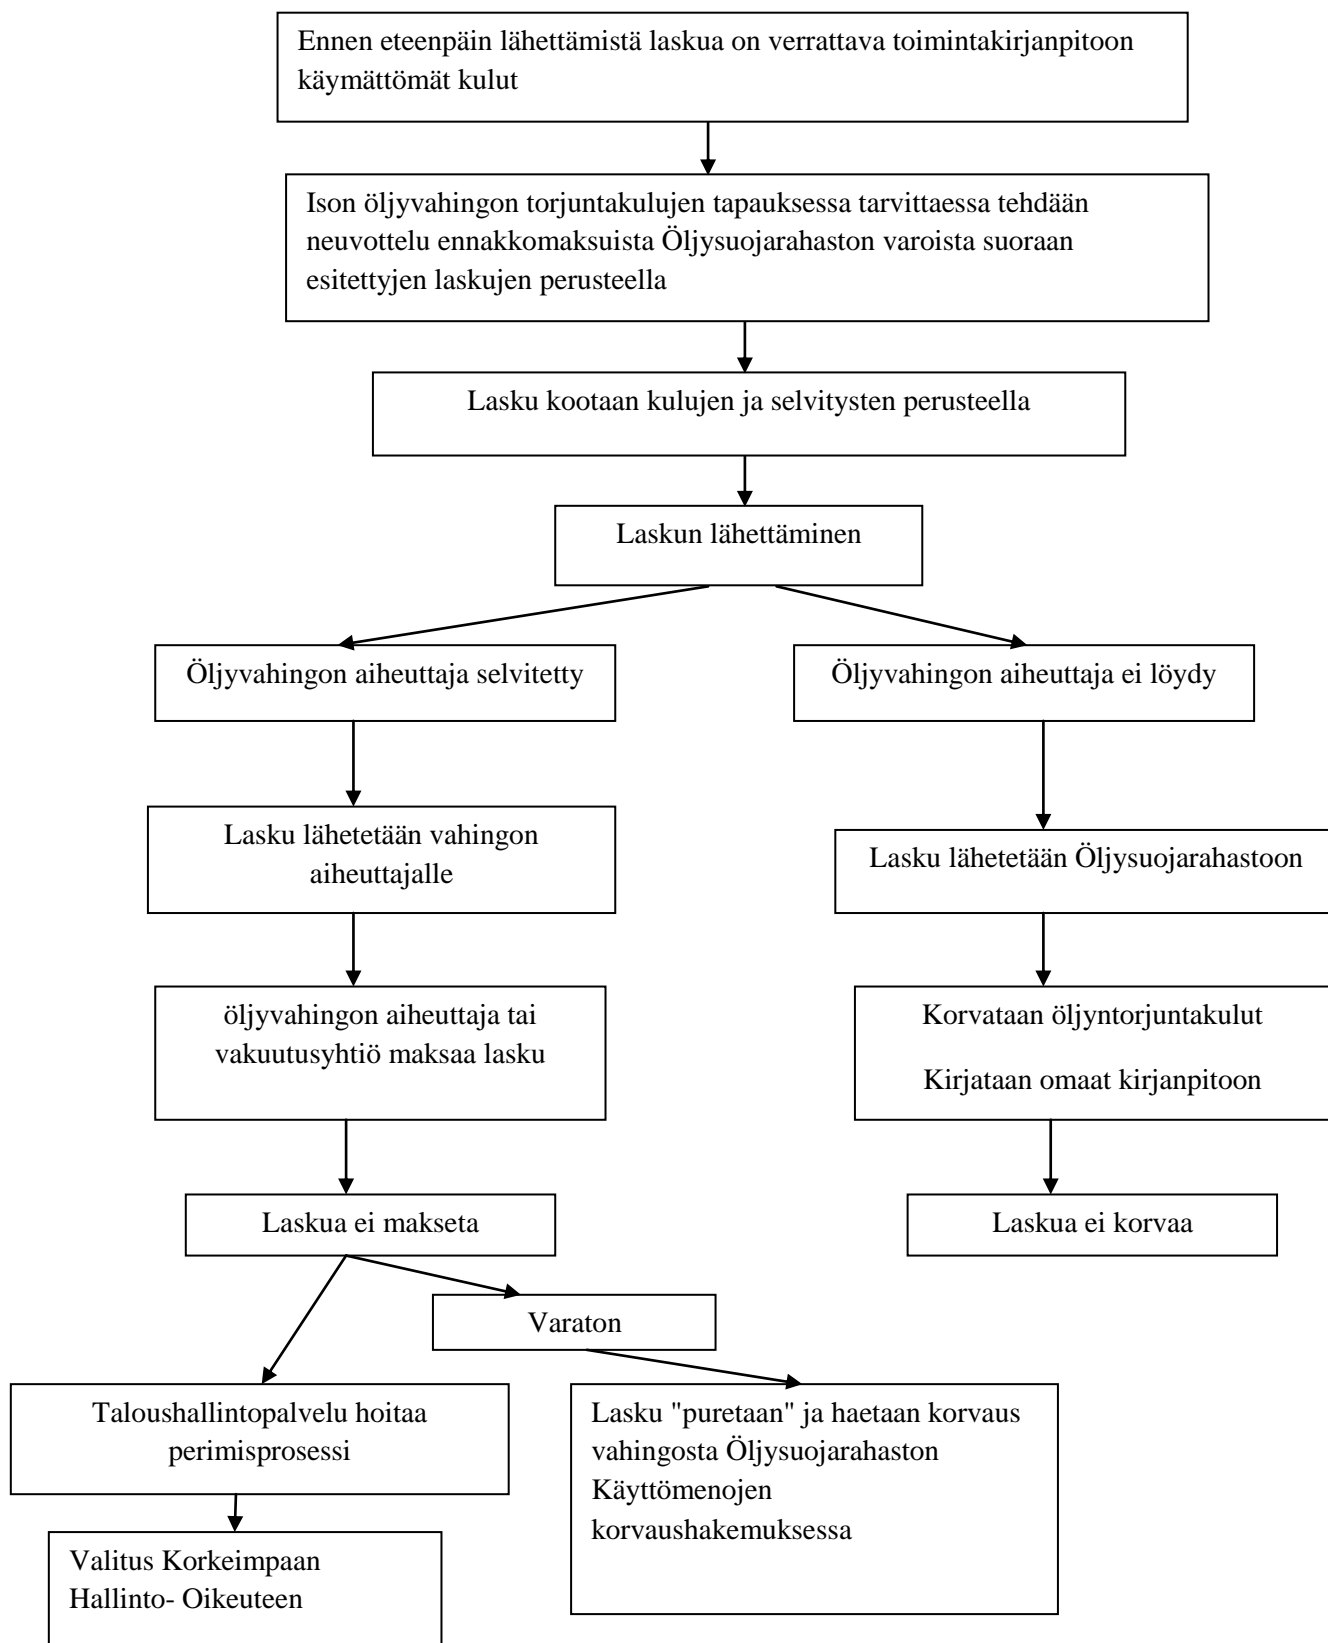 Ennen eteenpäin lähettämistä laskua on verrattava toimintakirjanpitoon
käymättömät kulut
Ison öljyvahingon torjuntakulujen tapauksessa tarvittaessa tehdään
neuvottelu ennakkomaksuista Öljysuojarahaston varoista suoraan
esitettyjen laskujen perusteella
Lasku kootaan kulujen ja selvitysten perusteella
Laskun lähettäminen
Öljyvahingon aiheuttaja selvitetty
Öljyvahingon aiheuttaja ei löydy
Lasku lähetetään vahingon
aiheuttajalle
Lasku lähetetään Öljysuojarahastoon
öljyvahingon aiheuttaja tai
vakuutusyhtiö maksaa lasku
Korvataan öljyntorjuntakulut
Kirjataan omaat kirjanpitoon
Laskua ei makseta
Laskua ei korvaa
Varaton
Taloushallintopalvelu hoitaa
perimisprosessi
Lasku "puretaan" ja haetaan korvaus
vahingosta Öljysuojarahaston
Käyttömenojen
korvaushakemuksessa
Valitus Korkeimpaan
Hallinto- Oikeuteen